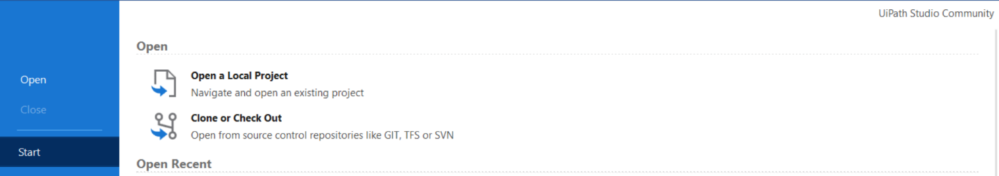 UiPath Studio Community
Open
Open
Close
Start
Open a Local Project
Navigate and open an existing project
Clone or Check Out
Open from source control repositories like GIT, TFS or SVN
Open Recent